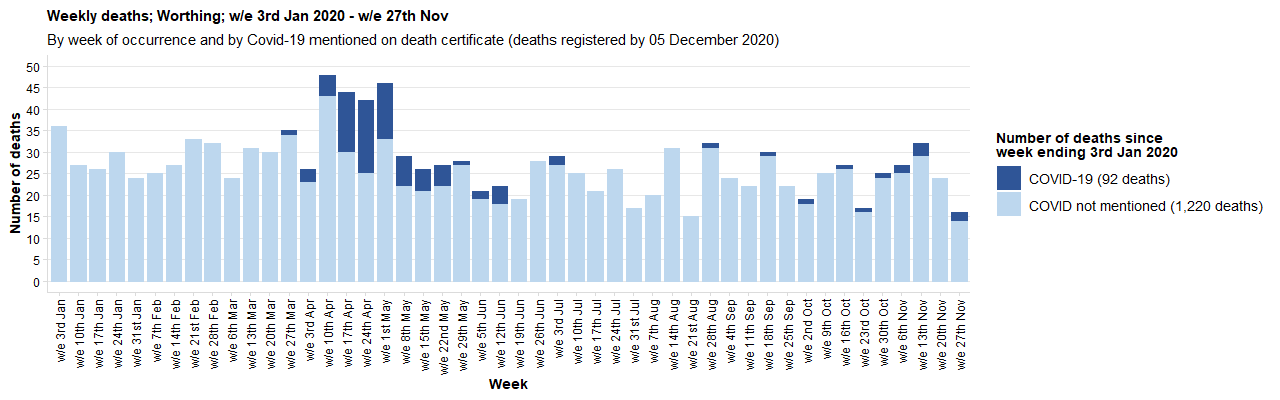 Weekly deaths; Worthing; w/e 3rd Jan 2020 - w/e 27th Nov
By week of occurrence and by Covid-19 mentioned on death certificate (deaths registered by 05 December 2020)
Number of deaths
50
45
40
35
30
25
20
15
10
5
0
w/e 3rd Jan
w/e 10th Jan
w/e 17th Jan
w/e 24th Jan
w/e 31st Jan
w/e 7th Feb
w/e 14th Feb
w/e 21st Feb
w/e 28th Feb
w/e 6th Mar
w/e 13th Mar
w/e 20th Mar
w/e 27th Mar
w/e 3rd Apr
w/e 10th Apr
w/e 17th Apr
w/e 24th Apr
w/e 1st May
w/e 8th May
w/e 15th May
w/e 22nd May
w/e 29th May
w/e 5th Jun
w/e 12th Jun
w/e 19th Jun
w/e 26th Jun
w/e 3rd Jul
w/e 10th Jul
w/e 17th Jul
w/e 24th Jul
w/e 31st Jul
w/e 7th Aug
w/e 14th Aug
w/e 21st Aug
w/e 28th Aug
w/e 4th Sep
w/e 11th Sep
w/e 18th Sep
w/e 25th Sep
w/e 2nd Oct
w/e 9th Oct
w/e 16th Oct
w/e 23rd Oct
w/e 30th Oct
w/e 6th Nov
w/e 13th Nov
w/e 20th Nov
w/e 27th Nov
Week
Number of deaths since
week ending 3rd Jan 2020
COVID-19 (92 deaths)
COVID not mentioned (1,220 deaths)